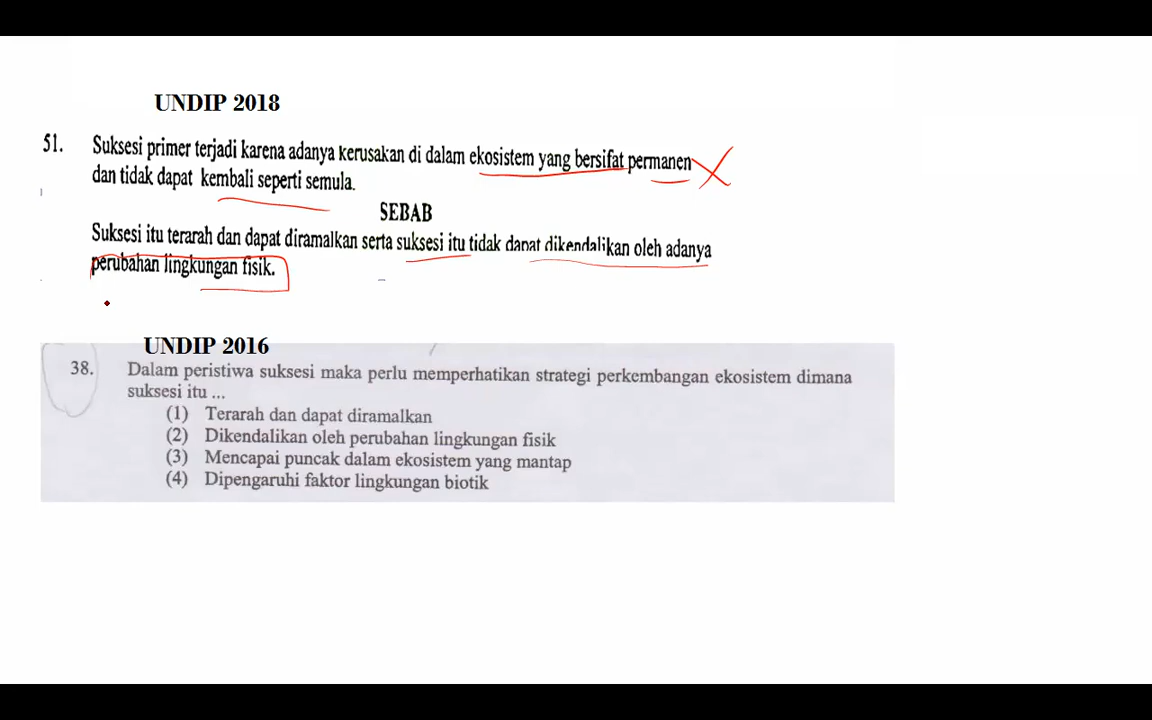 UNDIP 2018
51. Suksesi primer terjadi karena adanya kerusakan di dalam ekosistem yang bersifat permanen
dan tidak dapat kembali seperti semula.
SEBAB
Suksesi itu terarah dan dapat diramalkan serta suksesi itu tidak dapat dikendalikan oleh adanya
perubahan lingkungan fisik.
UNDIP 2016
38. Dalam peristiwa suksesi maka perlu memperhatikan strategi perkembangan ekosistem dimana
suksesi itu ...
(1) Terarah dan dapat diramalkan
(2) Dikendalikan oleh perubahan lingkungan fisik
(3) Mencapai puncak dalam ekosistem yang mantap
(4) Dipengaruhi faktor lingkungan biotik